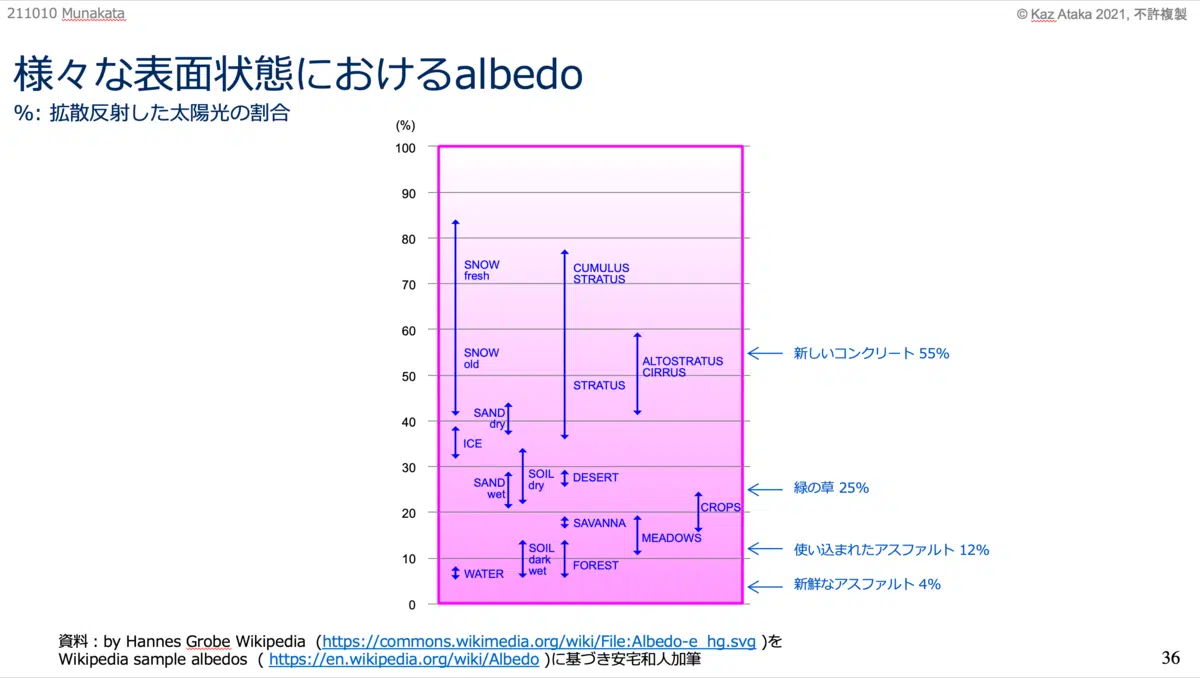 211010 Munakata
© Kaz Ataka 2021, 不許複製
様々な表面状態におけるalbedo
%: 拡散反射した太陽光の割合
(%)
100
90
80
70
60
50
40
30
20
10
0
SNOW
fresh
SNOW
old
SAND
dry
ICE
SAND
wet
SOIL
dry
SOIL
dark
wet
WATER
CUMULUS
STRATUS
STRATUS
DESERT
SAVANNA
FOREST
ALTOSTRATUS
CIRRUS
MEADOWS
CROPS
新しいコンクリート 55%
緑の草 25%
使い込まれたアスファルト 12%
新鮮なアスファルト 4%
資料：by Hannes Grobe Wikipedia （https://commons.wikimedia.org/wiki/File:Albedo-e_hg.svg )を
Wikipedia sample albedos （ https://en.wikipedia.org/wiki/Albedo )に基づき安宅和人加筆
36